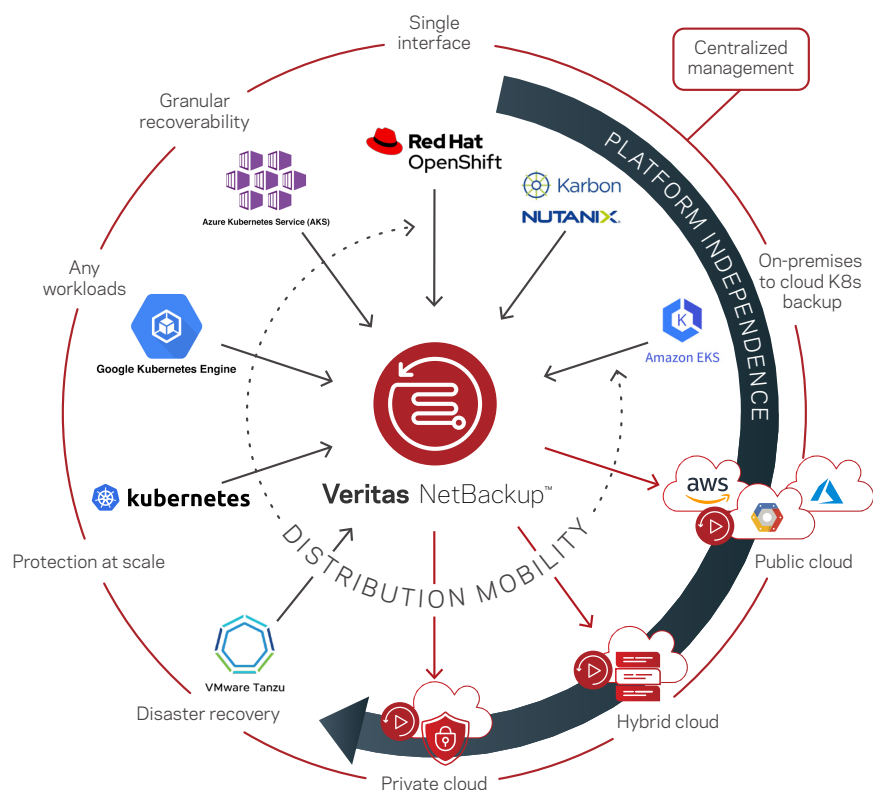 Single
interface
Centralized
management
Granular
recoverability
Red Hat
OpenShift
PLATFORM INDEPENDENCE
Karbon
NUTANIX
Azure Kubernetes Service (AKS)
Any
workloads
On-premises
to cloud K8s
backup
Google Kubernetes Engine
K
Amazon EKS
Veritas NetBackup™
kubernetes
aws
DISTRIBUTION MOBILITY
Protection at scale
Public cloud
VMware Tanzu
Disaster recovery
Hybrid cloud
Private cloud